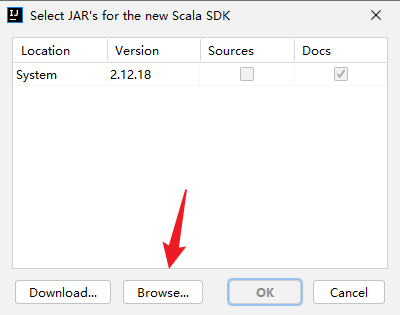 IJ Select JAR's for the new Scala SDK
Location Version Sources Docs
System 2.12.18
Download... Browse... OK Cancel